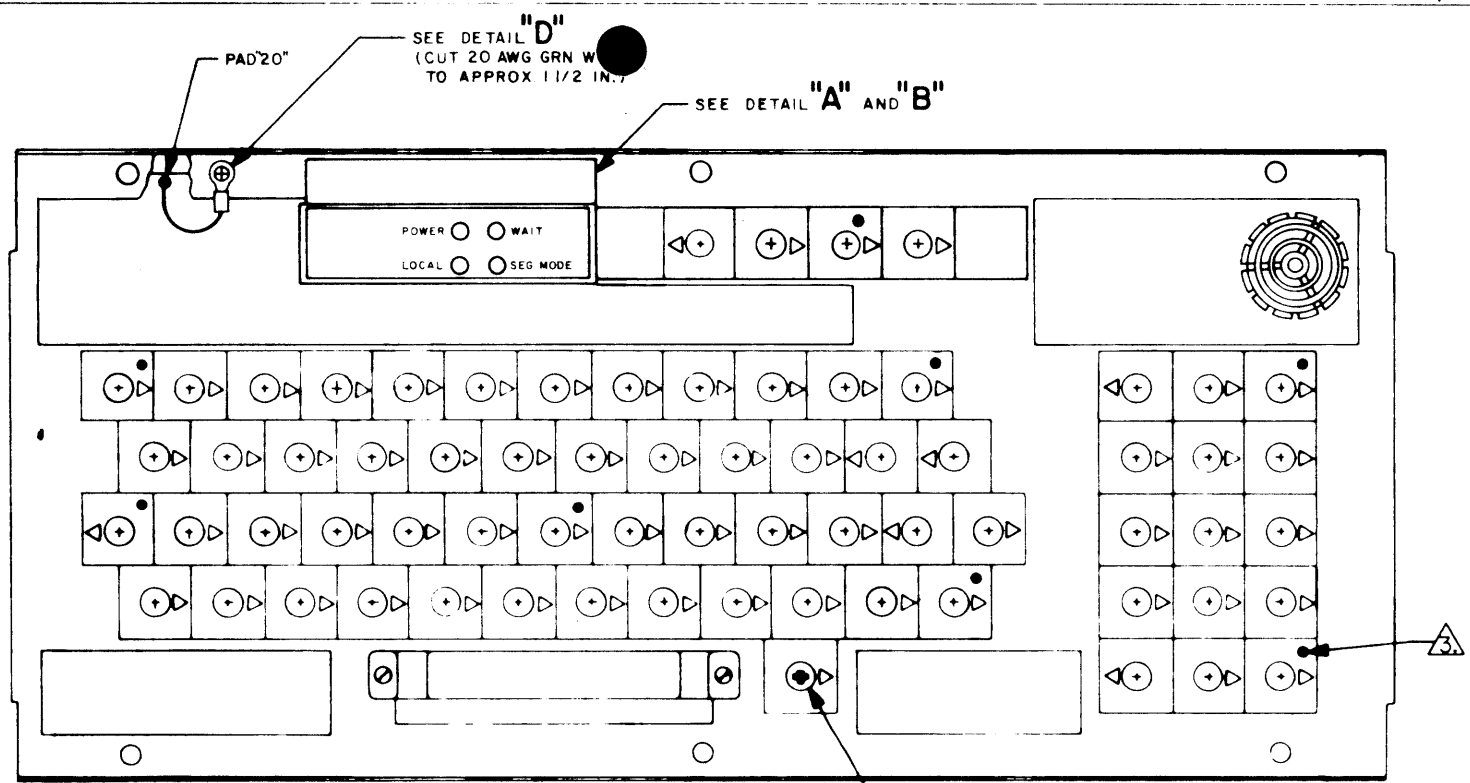 SEE DETAIL "D"
(CUT 20 AWG GRN
TO APPROX 1 1/2 IN.)
PAD "20"
SEE DETAIL "A" AND "B"
POWER WAIT
LOCAL SEG MODE
3.